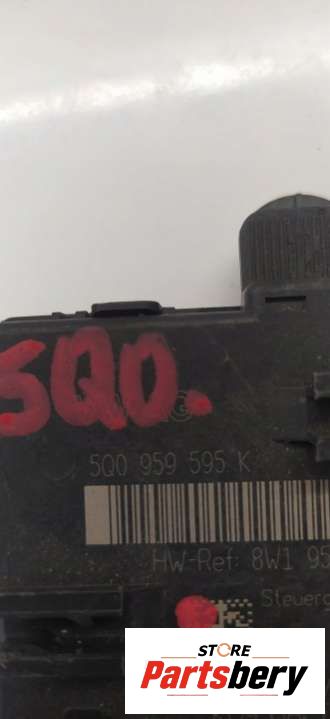 5Q0.
5Q0 959 595 K
HW-Ref: 8W1 95
Steuerg
STORE
Partsbery